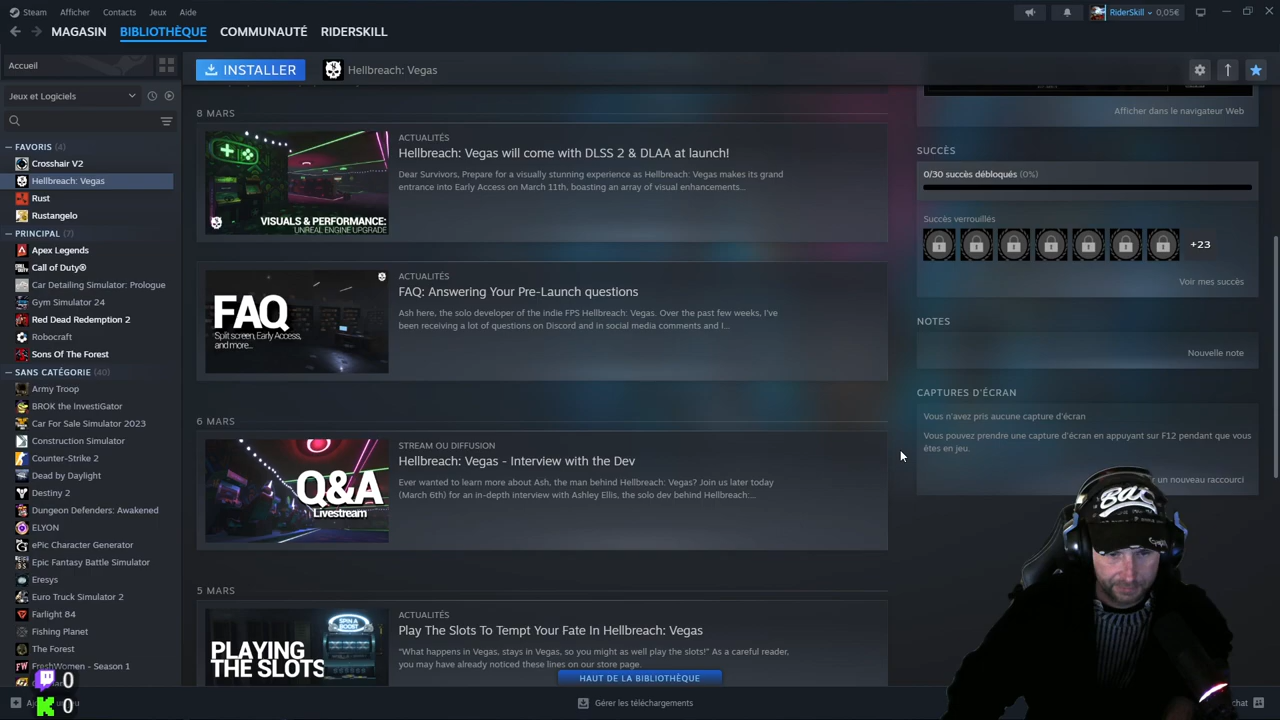 Steam Afficher Contacts Jeux Aide
RiderSkill 0,05€
MAGASIN BIBLIOTHÈQUE COMMUNAUTÉ RIDERSKILL
Accueil
INSTALLER
Hellbreach: Vegas
Jeux et Logiciels
FAVORIS (4)
Crosshair V2
Hellbreach: Vegas
Rust
Rustangelo
PRINCIPAL (7)
Apex Legends
Call of Duty®
Car Detailing Simulator: Prologue
Gym Simulator 24
Red Dead Redemption 2
Robocraft
Sons Of The Forest
SANS CATÉGORIE (40)
Army Troop
BROK the InvestiGator
Car For Sale Simulator 2023
Construction Simulator
Counter-Strike 2
Dead by Daylight
Destiny 2
Dungeon Defenders: Awakened
ELYON
ePic Character Generator
Epic Fantasy Battle Simulator
Eresys
Euro Truck Simulator 2
Farlight 84
Fishing Planet
The Forest
FreshWomen - Season 1
0
0
8 MARS
VISUALS & PERFORMANCE:
UNREAL ENGINE UPGRADE
ACTUALITÉS
Hellbreach: Vegas will come with DLSS 2 & DLAA at launch!
Dear Survivors, Prepare for a visually stunning experience as Hellbreach: Vegas makes its grand
entrance into Early Access on March 11th, boasting an array of visual enhancements...
FAQ
Split screen, Early Access,
and more...
ACTUALITÉS
FAQ: Answering Your Pre-Launch questions
Ash here, the solo developer of the indie FPS Hellbreach: Vegas. Over the past few weeks, I've
been receiving a lot of questions on Discord and in social media comments and I...
6 MARS
Q&A
Livestream
STREAM OU DIFFUSION
Hellbreach: Vegas - Interview with the Dev
Ever wanted to learn more about Ash, the man behind Hellbreach: Vegas? Join us later today
(March 6th) for an in-depth interview with Ashley Ellis, the solo dev behind Hellbreach:...
5 MARS
PLAYING
THE SLOTS
SPIN A
BOOST
ACTUALITÉS
Play The Slots To Tempt Your Fate In Hellbreach: Vegas
"What happens in Vegas, stays in Vegas, so you might as well play the slots!" As a careful reader,
you may have already noticed these lines on our store page.
HAUT DE LA BIBLIOTHÈQUE
Gérer les téléchargements
Afficher dans le navigateur Web
SUCCÈS
0/30 succès débloqués (0%)
Succès verrouillés
+23
Voir mes succès
NOTES
Nouvelle note
CAPTURES D'ÉCRAN
Vous n'avez pris aucune capture d'écran
Vous pouvez prendre une capture d'écran en appuyant sur F12 pendant que vous
êtes en jeu.
un nouveau raccourci
chat